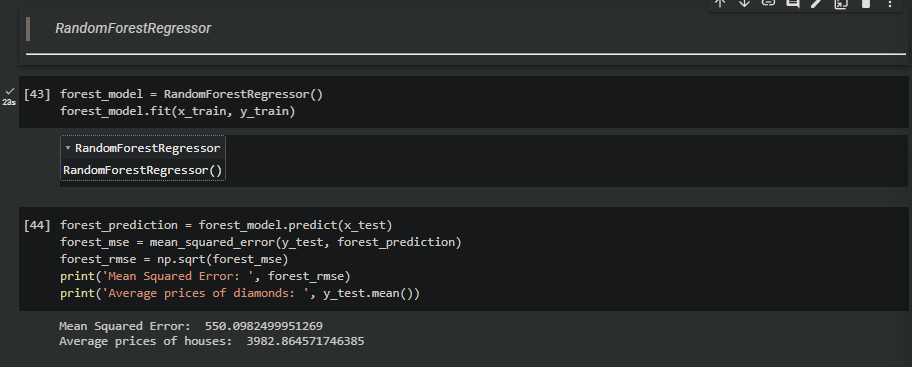 RandomForestRegressor
[43] forest_model = RandomForestRegressor()
forest_model.fit(x_train, y_train)
23s
RandomForestRegressor
RandomForestRegressor()
[44] forest_prediction = forest_model.predict(x_test)
forest_mse = mean_squared_error(y_test, forest_prediction)
forest_rmse = np.sqrt(forest_mse)
print('Mean Squared Error: ', forest_rmse)
print('Average prices of diamonds: ', y_test.mean())
Mean Squared Error:  550.0982499951269
Average prices of houses:  3982.864571746385